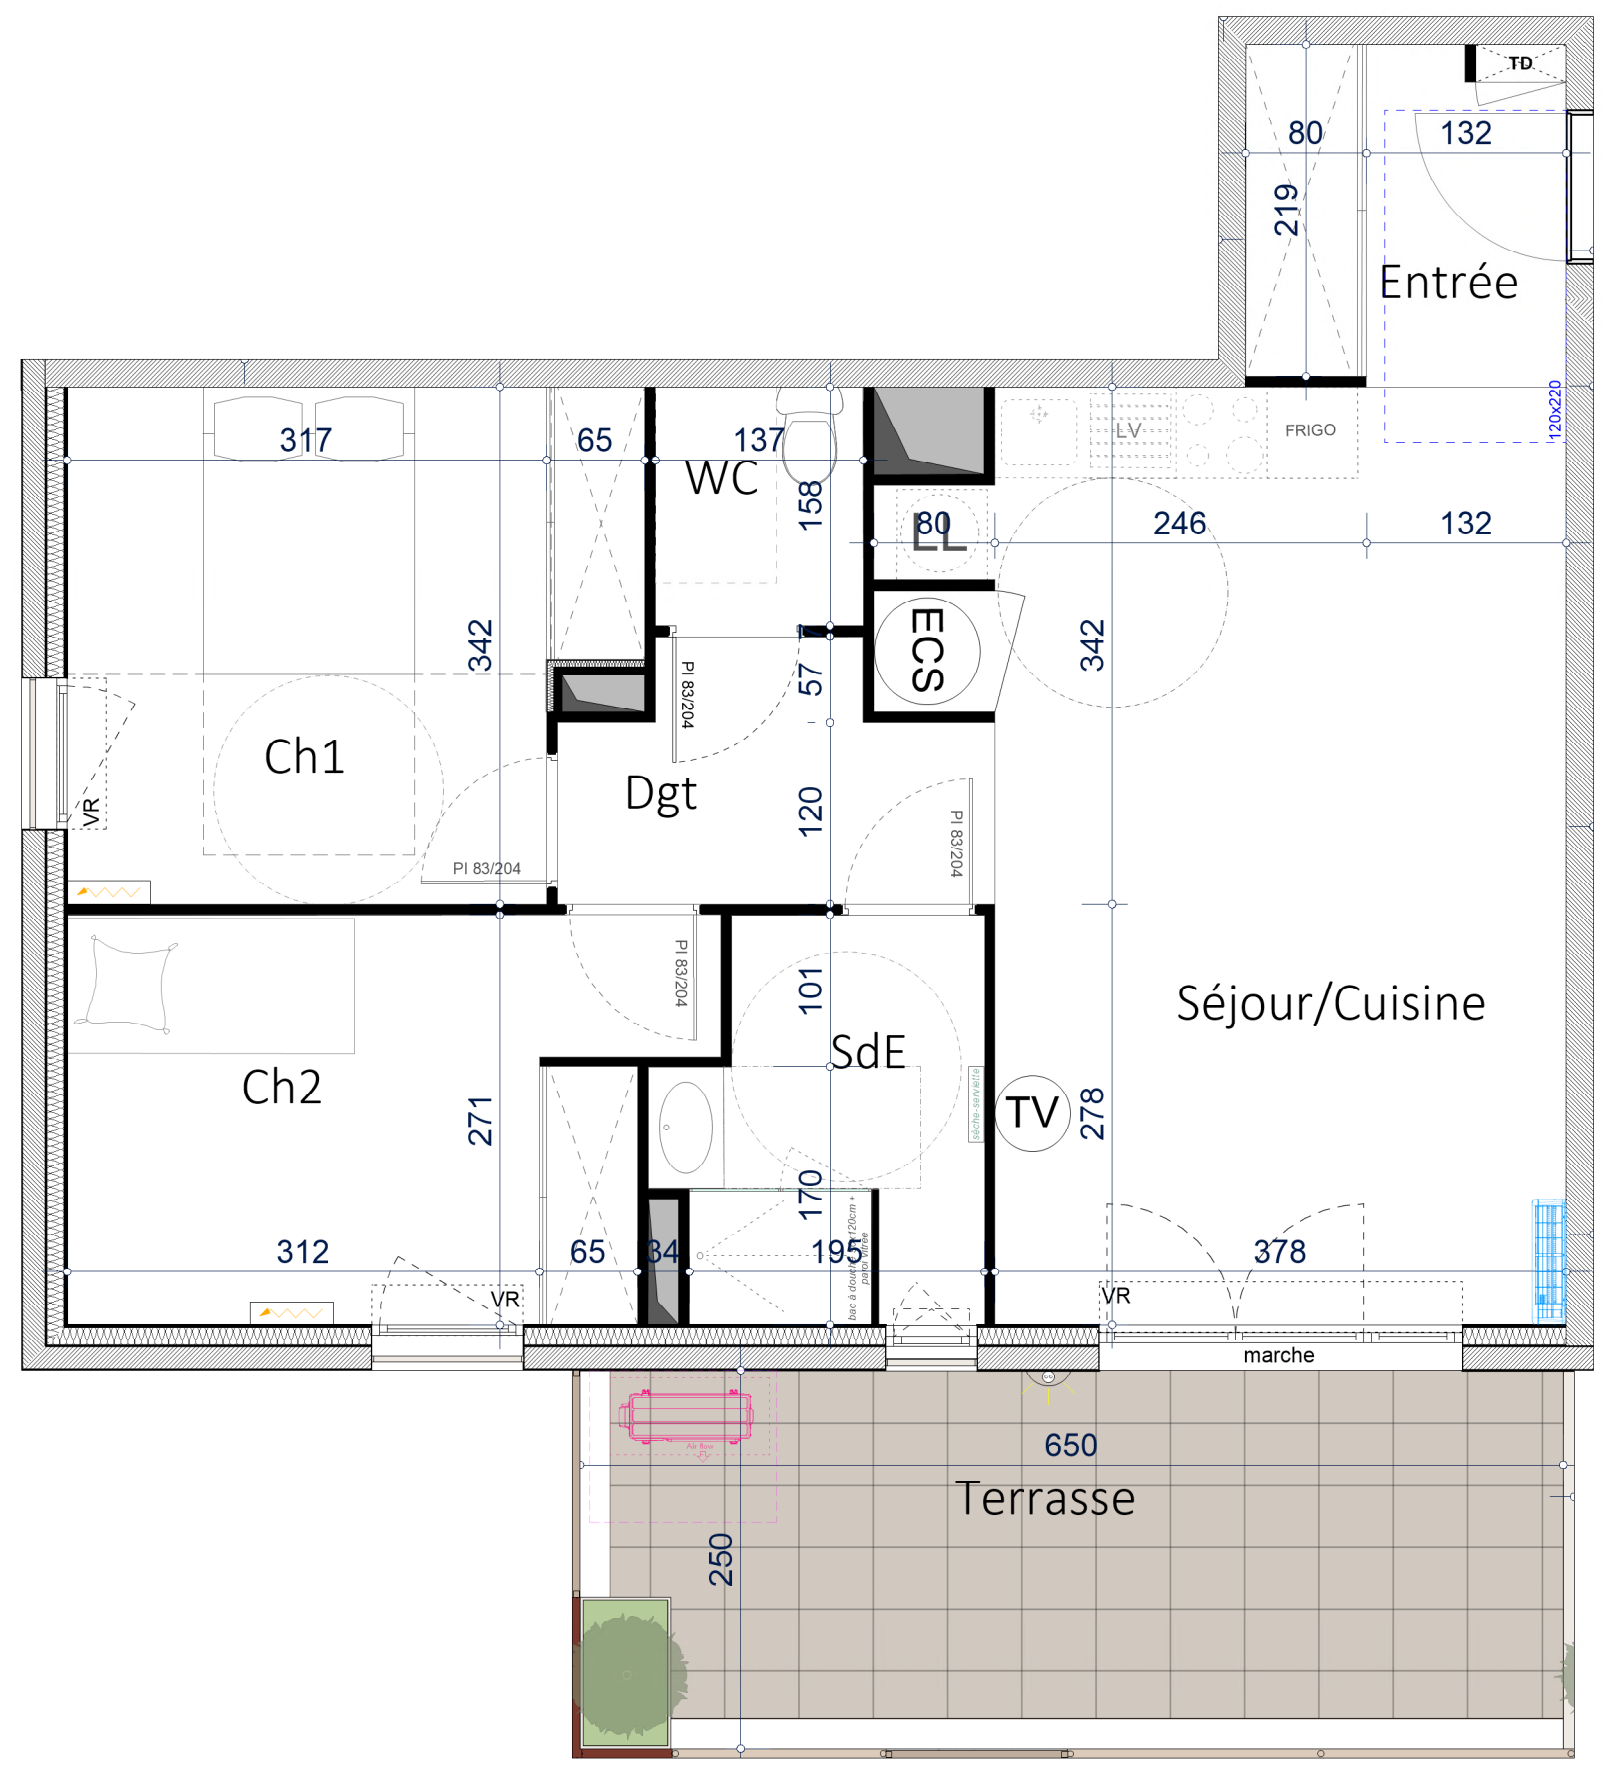 TD
80
132
219
Entrée
120x220
317
65
137
WC
158
LV
FRIGO
80
LL
246
132
342
7
57
ECS
342
PI 83/204
Ch1
VR
Dgt
120
PI 83/204
PI 83/204
PI 83/204
101
SdE
Séjour/Cuisine
Ch2
271
sèche-serviette
TV
278
170
312
65
34
195
378
VR
VR
marche
Air flow
650
Terrasse
250